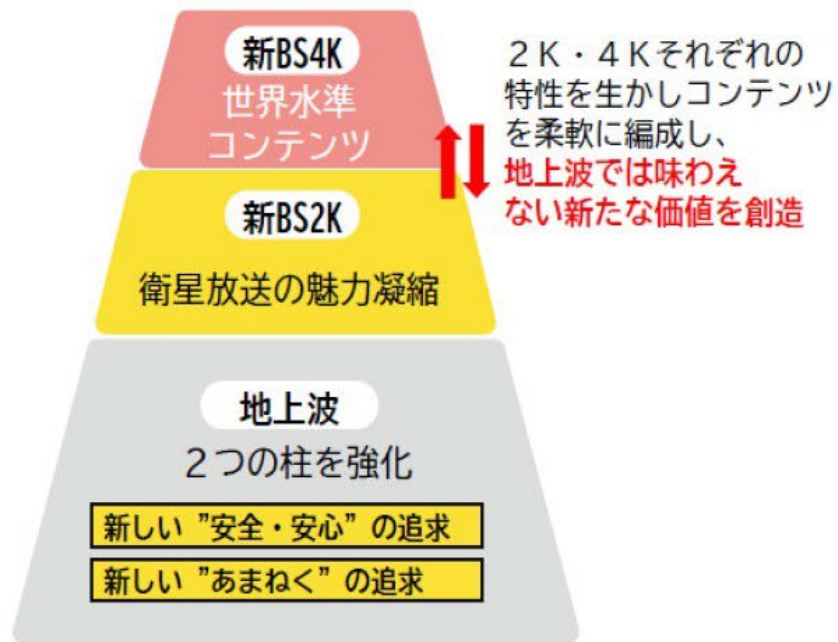 新BS4K
世界水準
コンテンツ
２K・４Kそれぞれの
特性を生かしコンテンツ
を柔軟に編成し、
地上波では味わえ
ない新たな価値を創造
新BS2K
衛星放送の魅力凝縮
地上波
２つの柱を強化
新しい ”安全・安心” の追求
新しい ”あまねく” の追求